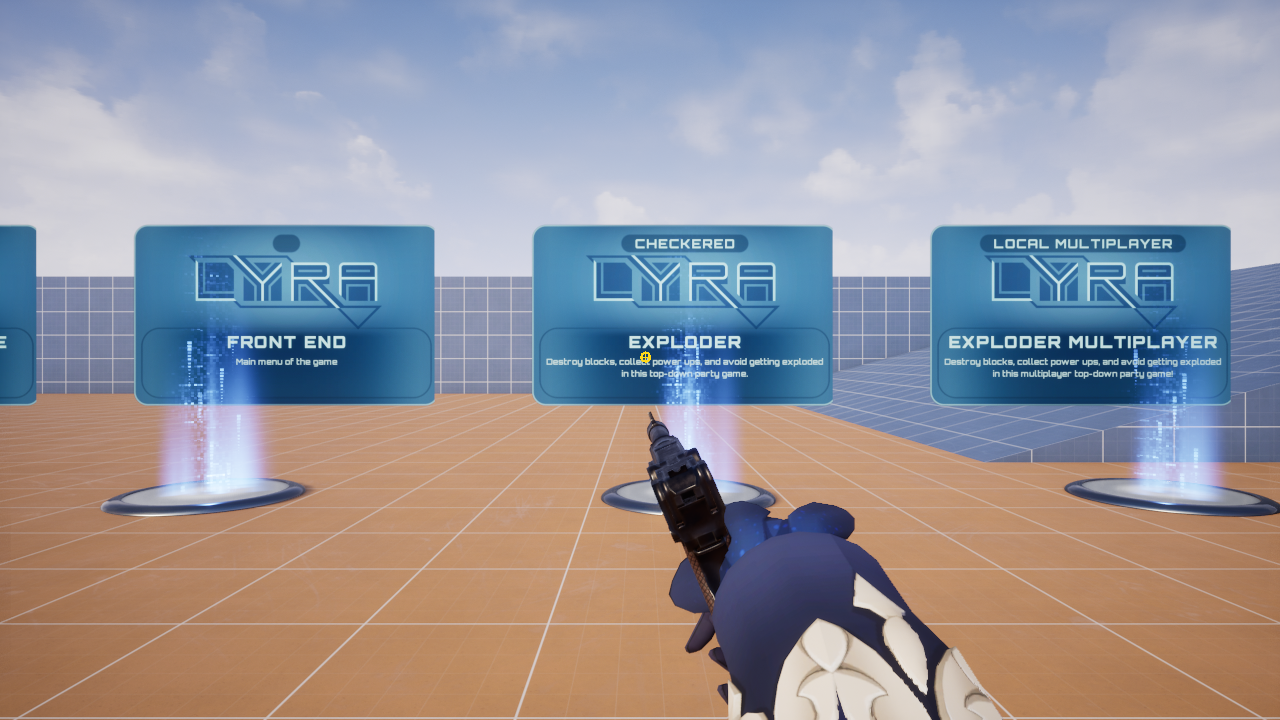 E
LYRA
FRONT END
Main menu of the game
CHECKERED
LYRA
EXPLODER
Destroy blocks, collect power ups, and avoid getting exploded
in this top-down party game.
LOCAL MULTIPLAYER
LYRA
EXPLODER MULTIPLAYER
Destroy blocks, collect power ups, and avoid getting exploded
in this multiplayer top-down party game!